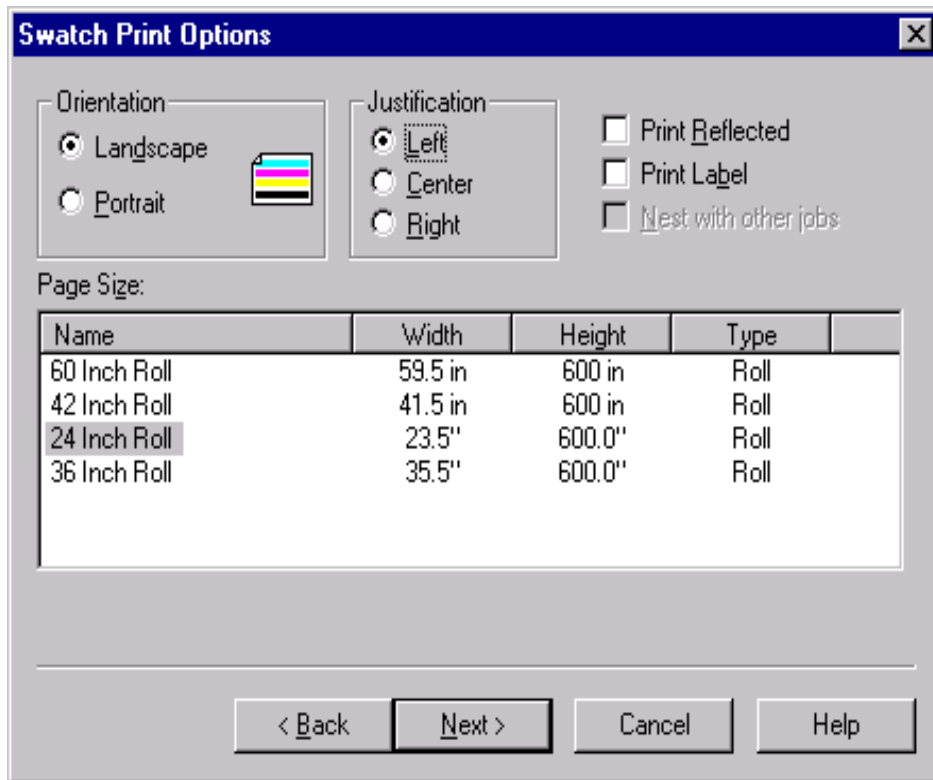 Swatch Print Options
Orientation
Landscape
Portrait
Justification
Left
Center
Right
Print Reflected
Print Label
Nest with other jobs
Page Size:
Name Width Height Type
60 Inch Roll 59.5 in 600 in Roll
42 Inch Roll 41.5 in 600 in Roll
24 Inch Roll 23.5" 600.0" Roll
36 Inch Roll 35.5" 600.0" Roll
< Back Next > Cancel Help